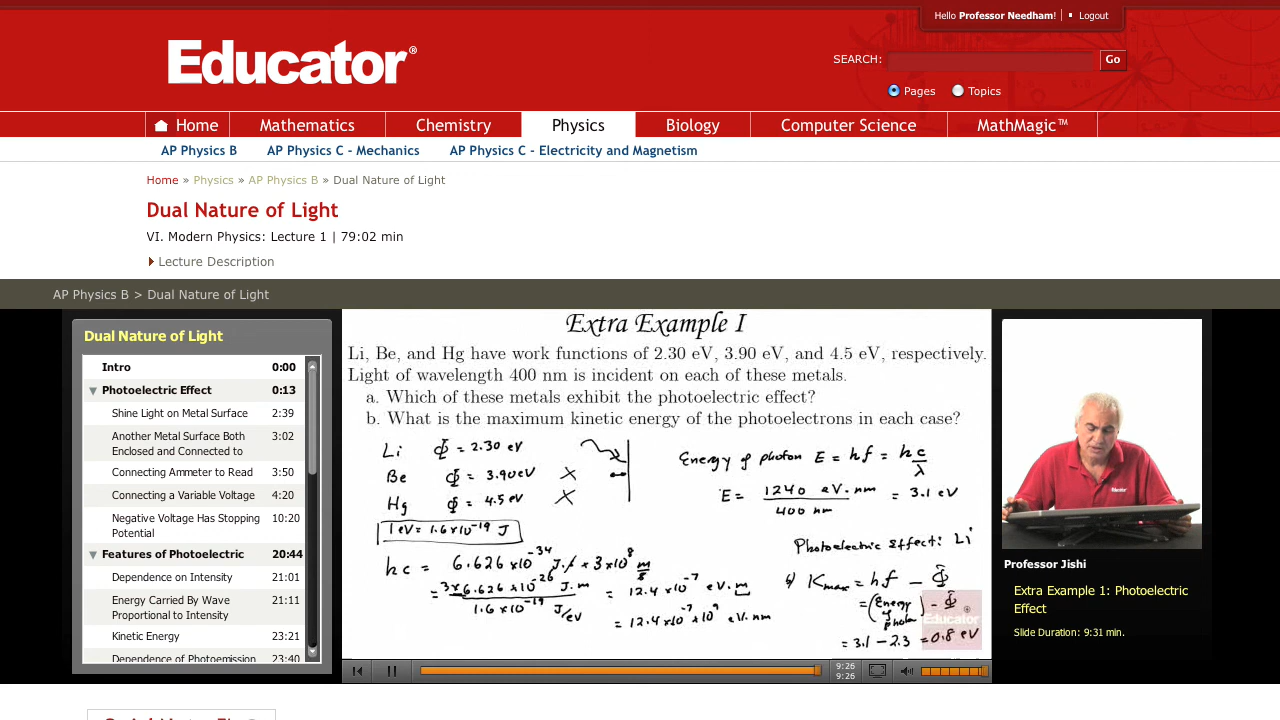 Hello Professor Needham! Logout
Educator®
SEARCH: Go
Pages Topics
Home Mathematics Chemistry Physics Biology Computer Science MathMagic™
AP Physics B AP Physics C - Mechanics AP Physics C - Electricity and Magnetism
Home » Physics » AP Physics B » Dual Nature of Light
Dual Nature of Light
VI. Modern Physics: Lecture 1 | 79:02 min
Lecture Description
AP Physics B > Dual Nature of Light
Dual Nature of Light
Intro 0:00
Photoelectric Effect 0:13
Shine Light on Metal Surface 2:39
Another Metal Surface Both 3:02
Enclosed and Connected to
Connecting Ammeter to Read 3:50
Connecting a Variable Voltage 4:20
Negative Voltage Has Stopping 10:20
Potential
Features of Photoelectric 20:44
Dependence on Intensity 21:01
Energy Carried By Wave 21:11
Proportional to Intensity
Kinetic Energy 23:21
Dependence of Photoemission 23:40
Extra Example I
Li, Be, and Hg have work functions of 2.30 eV, 3.90 eV, and 4.5 eV, respectively.
Light of wavelength 400 nm is incident on each of these metals.
a. Which of these metals exhibit the photoelectric effect?
b. What is the maximum kinetic energy of the photoelectrons in each case?
Li Φ = 2.30 eV
Be Φ = 3.90 eV X
Hg Φ = 4.5 eV X
1 eV = 1.6×10⁻¹⁹ J
hc = 6.626×10⁻³⁴ J.s × 3×10⁸ m/s
= 3×6.626×10⁻²⁶ J.m / 1.6×10⁻¹⁹ J/eV = 12.4×10⁻⁷ eV.m
= 12.4×10⁻⁷×10⁹ eV.nm
Energy of photon E = hf = hc/λ
E = 1240 eV.nm / 400 nm = 3.1 eV
Photoelectric Effect: Li
b) Kmax = hf − Φ
= (Energy of photon) − Φ
= 3.1 − 2.3 = 0.8 eV
Educator®
9:26
9:26
Educator
Professor Jishi
Extra Example 1: Photoelectric
Effect
Slide Duration: 9:31 min.